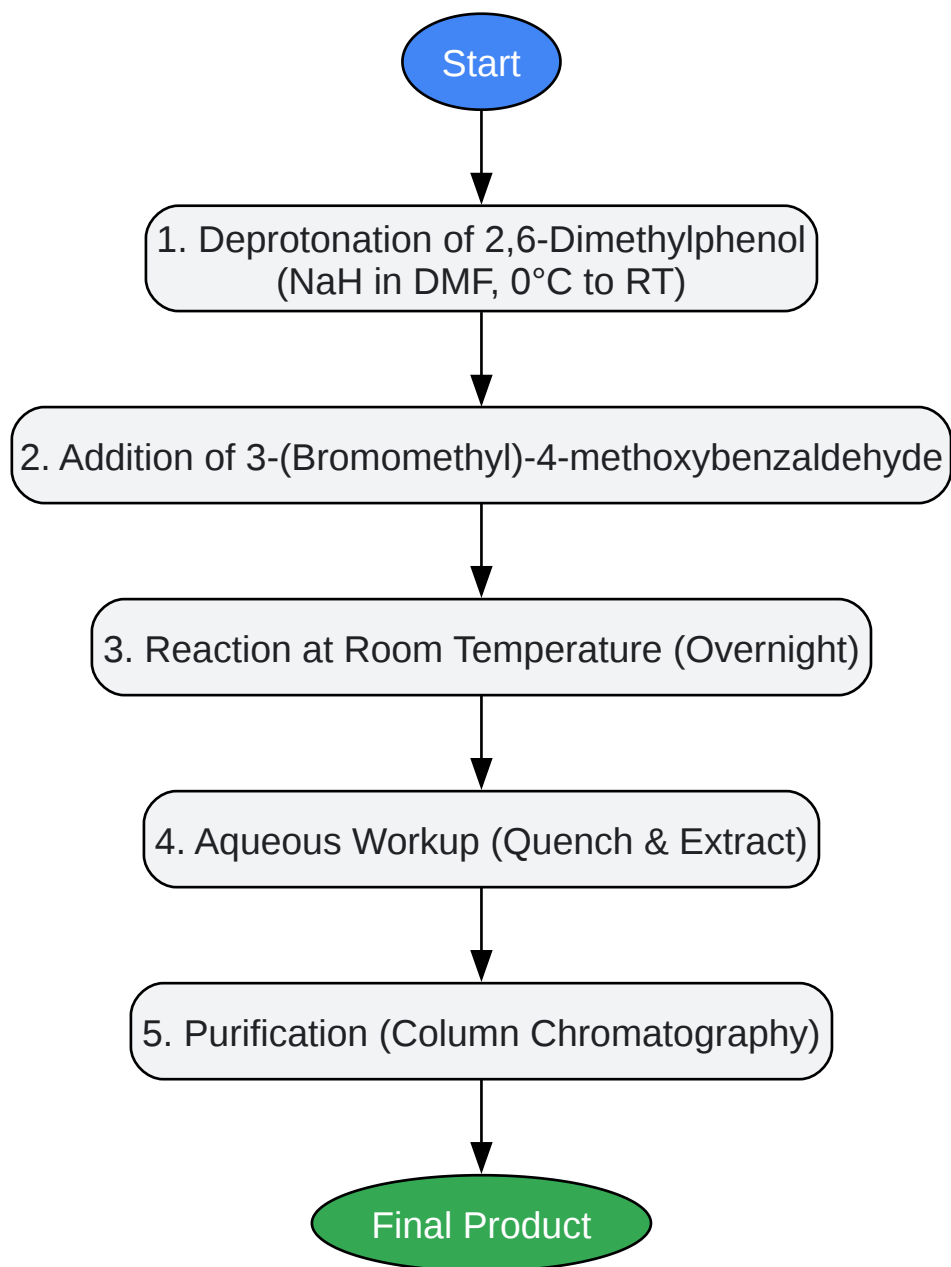 Start
1. Deprotonation of 2,6-Dimethylphenol
(NaH in DMF, 0°C to RT)
2. Addition of 3-(Bromomethyl)-4-methoxybenzaldehyde
3. Reaction at Room Temperature (Overnight)
4. Aqueous Workup (Quench & Extract)
5. Purification (Column Chromatography)
Final Product